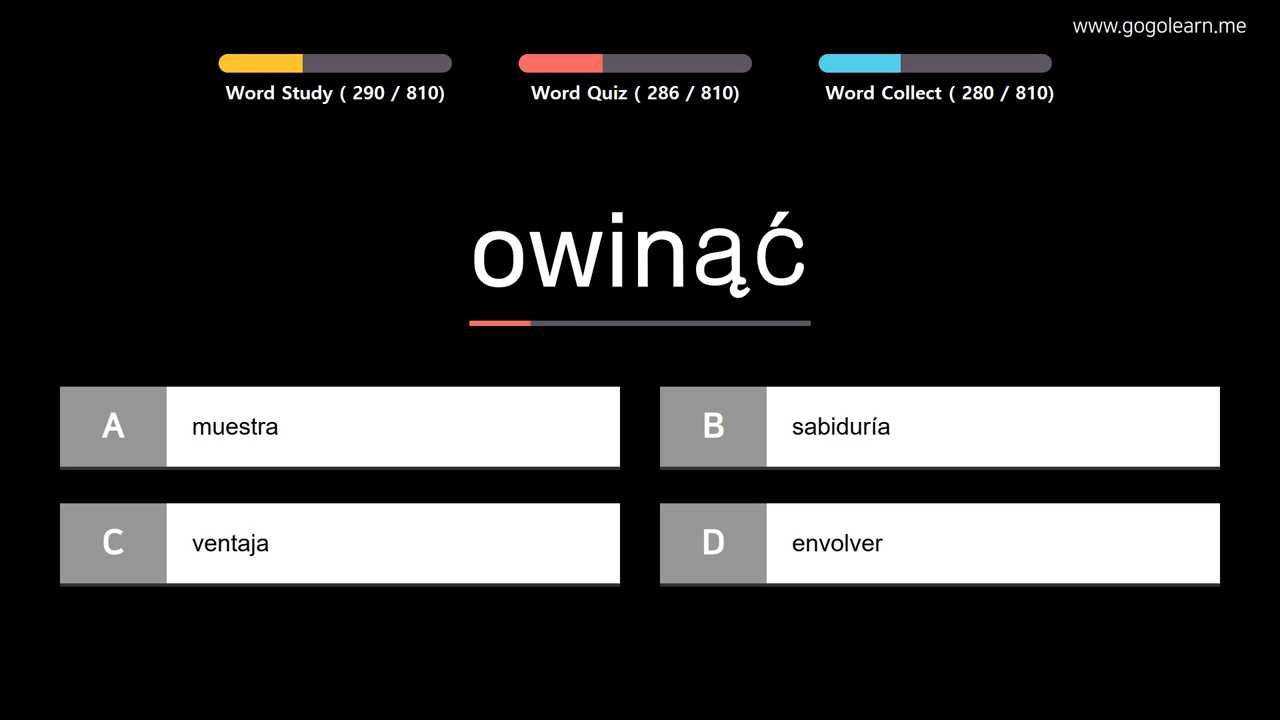 www.gogolearn.me
Word Study ( 290 / 810)
Word Quiz ( 286 / 810)
Word Collect ( 280 / 810)
owinąć
A muestra
B sabiduría
C ventaja
D envolver